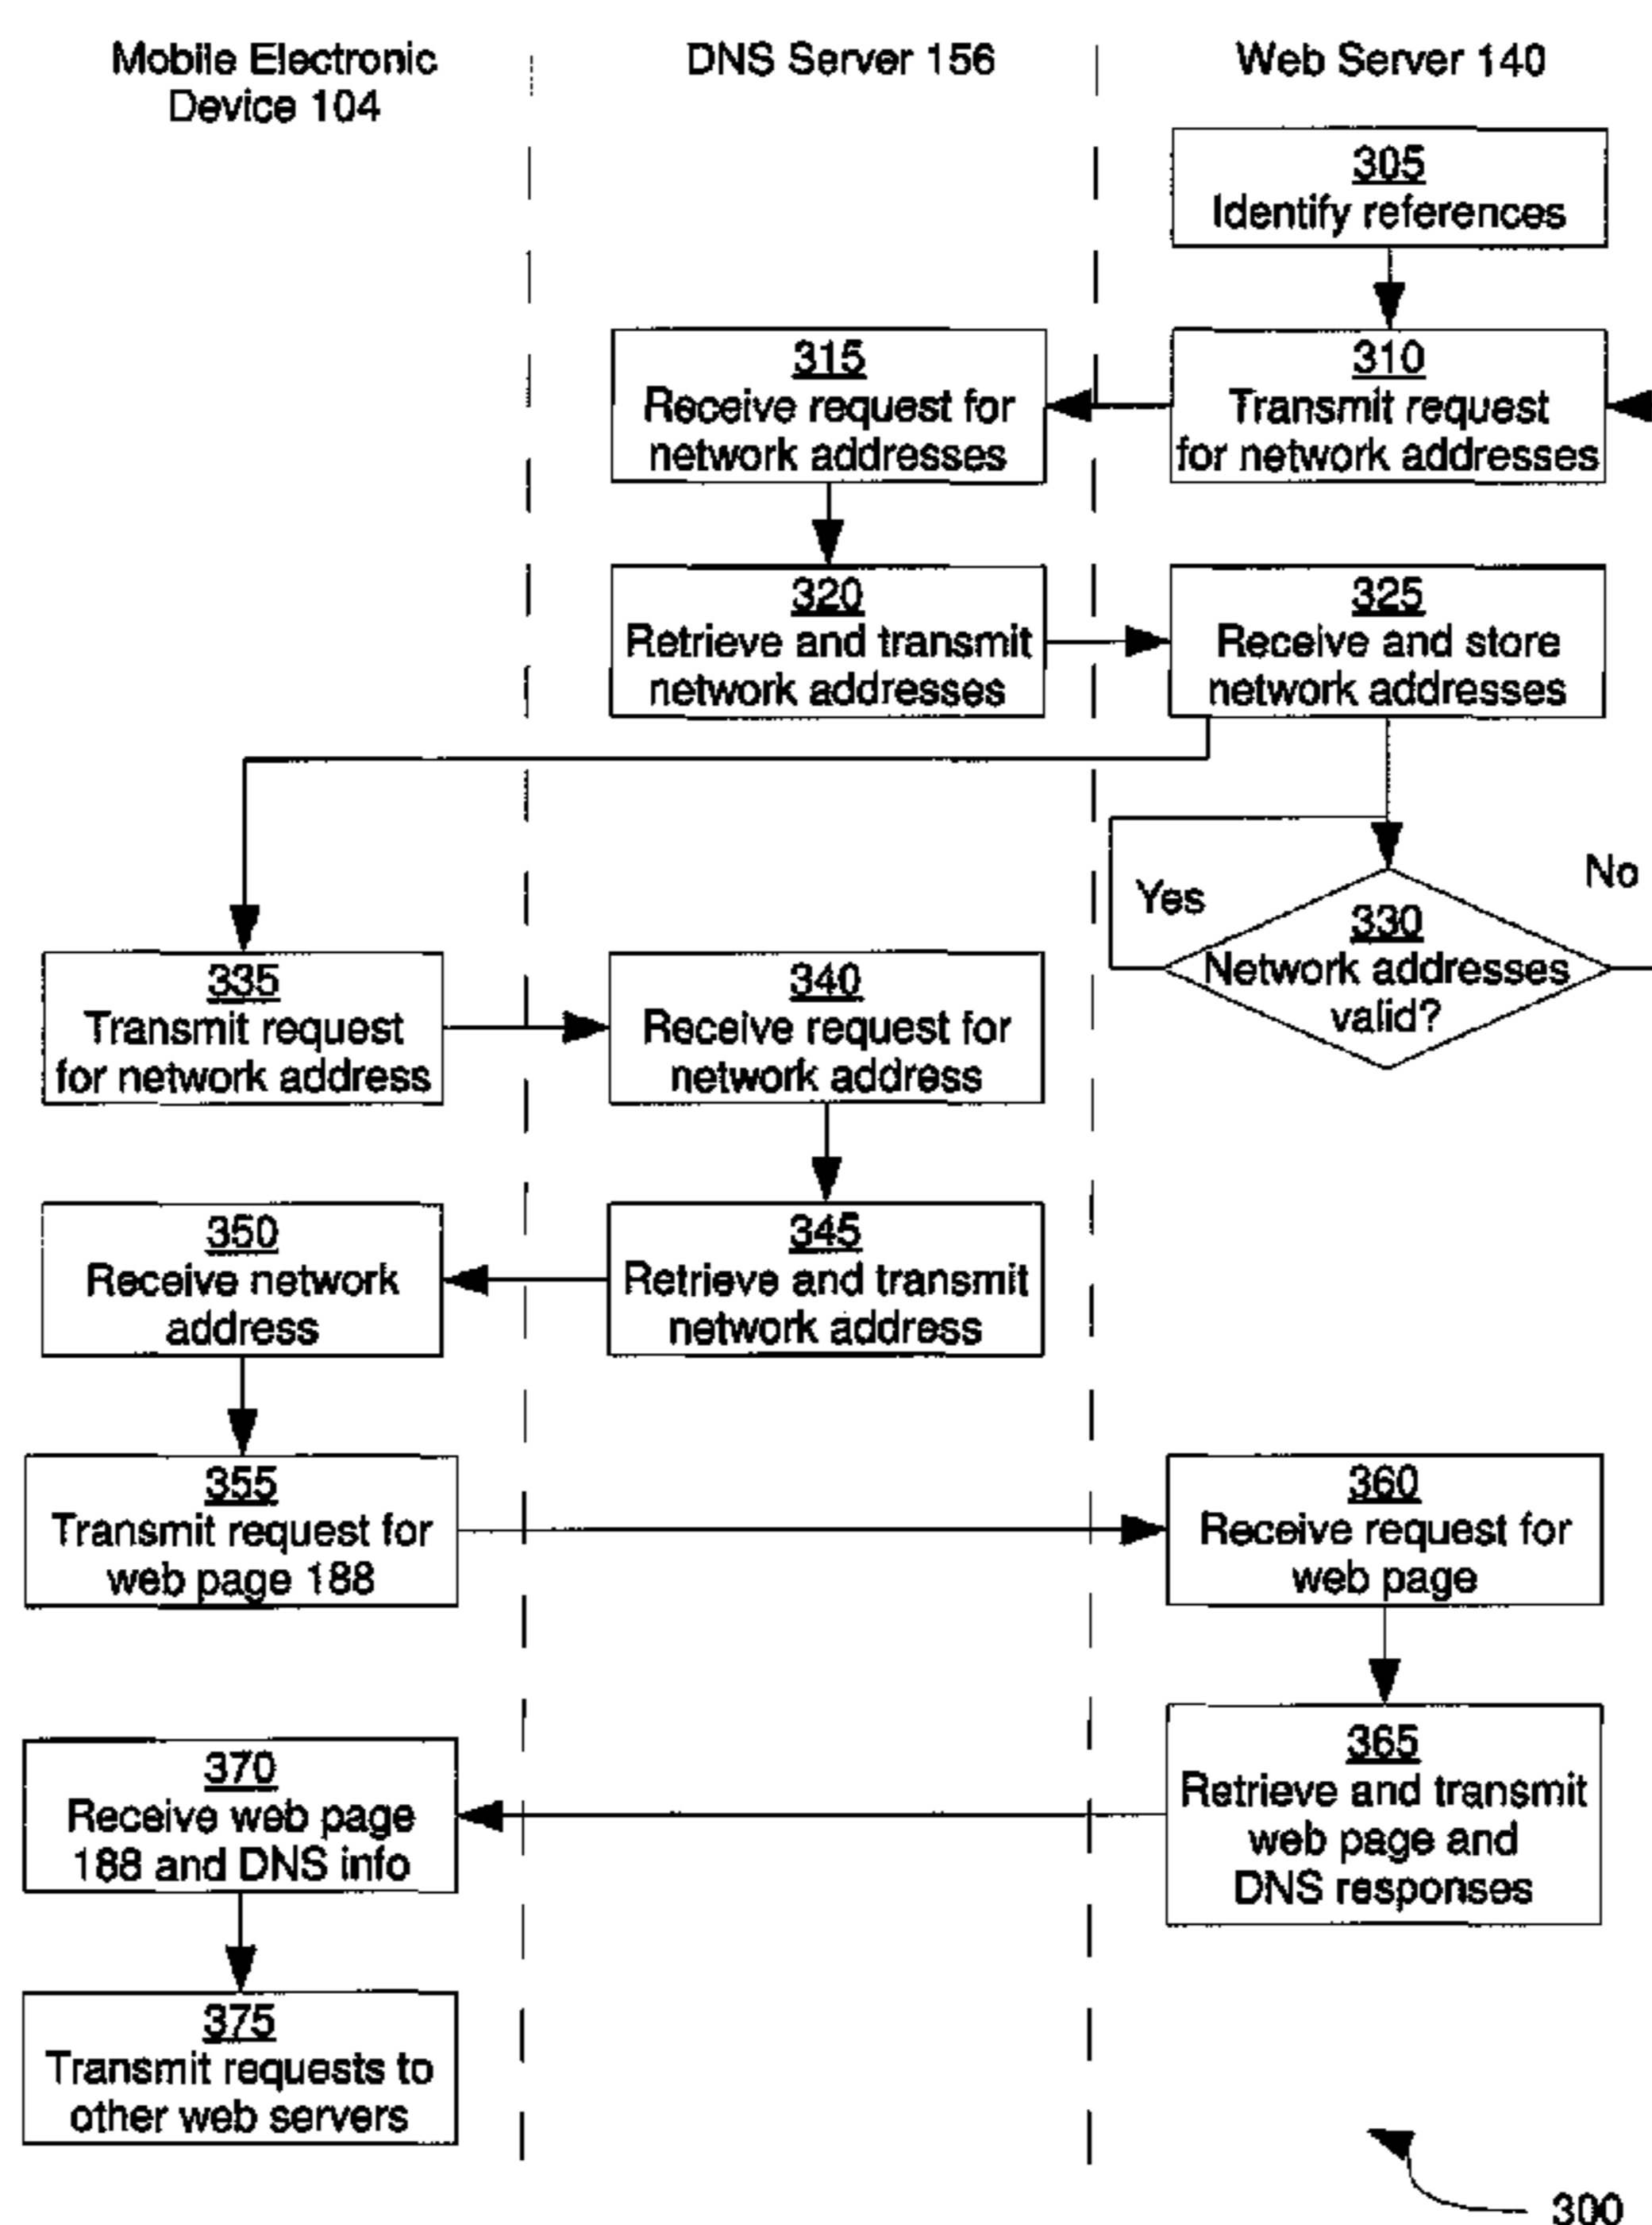 Mobile Electronic
Device 104
DNS Server 156
Web Server 140
305
Identify references
315
Receive request for
network addresses
310
Transmit request
for network addresses
320
Retrieve and transmit
network addresses
325
Receive and store
network addresses
Yes
No
330
Network addresses
valid?
335
Transmit request
for network address
340
Receive request for
network address
350
Receive network
address
345
Retrieve and transmit
network address
355
Transmit request for
web page 188
360
Receive request for
web page
365
Retrieve and transmit
web page and
DNS responses
370
Receive web page
188 and DNS info
375
Transmit requests to
other web servers
300